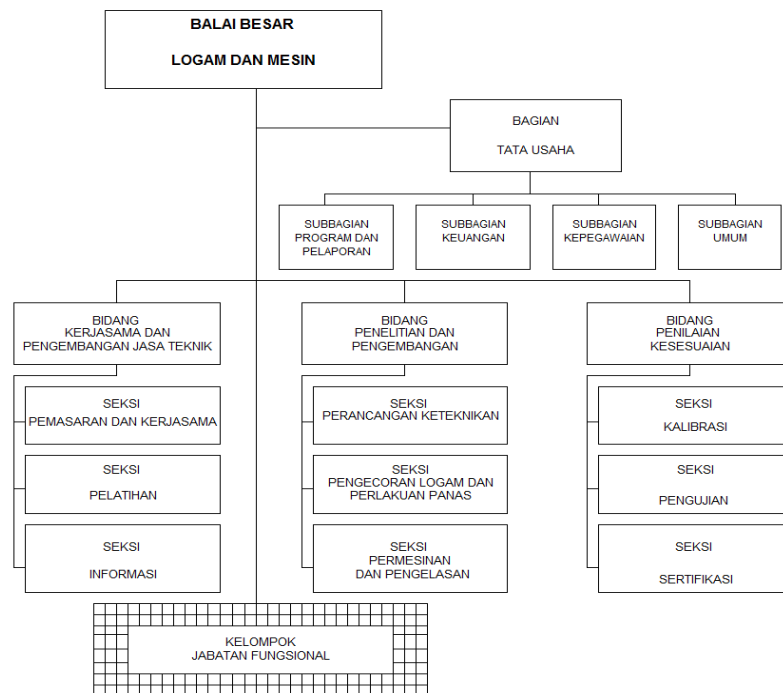 BALAI BESAR
LOGAM DAN MESIN
BAGIAN
TATA USAHA
SUBBAGIAN
PROGRAM DAN
PELAPORAN
SUBBAGIAN
KEUANGAN
SUBBAGIAN
KEPEGAWAIAN
SUBBAGIAN
UMUM
BIDANG
KERJASAMA DAN
PENGEMBANGAN JASA TEKNIK
BIDANG
PENELITIAN DAN
PENGEMBANGAN
BIDANG
PENILAIAN
KESESUAIAN
SEKSI
PEMASARAN DAN KERJASAMA
SEKSI
PERANCANGAN KETEKNIKAN
SEKSI
KALIBRASI
SEKSI
PELATIHAN
SEKSI
PENGECORAN LOGAM DAN
PERLAKUAN PANAS
SEKSI
PENGUJIAN
SEKSI
INFORMASI
SEKSI
PERMESINAN
DAN PENGELASAN
SEKSI
SERTIFIKASI
KELOMPOK
JABATAN FUNGSIONAL